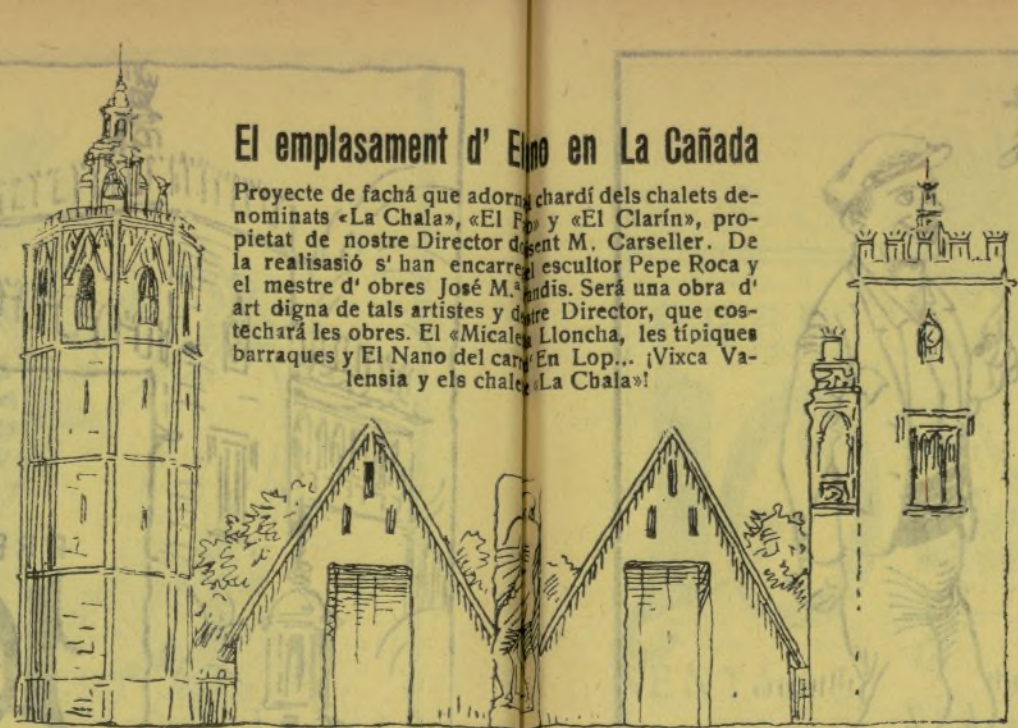 El emplasament d' El no en La Cañada
Proyecte de fachá que adorn chardí dels chalets de-
nominats «La Chala», «El F » y «El Clarín», pro-
pietat de nostre Director d sent M. Carseller. De
la realisasió s' han encarre l escultor Pepe Roca y
el mestre d' obres José M.ª ndis. Será una obra d'
art digna de tals artistes y d tre Director, que cos-
techará les obres. El «Micale Lloncha, les típiques
barraques y El Nano del car 'En Lop... ¡Vixca Va-
lensia y els chale «La Chala»!